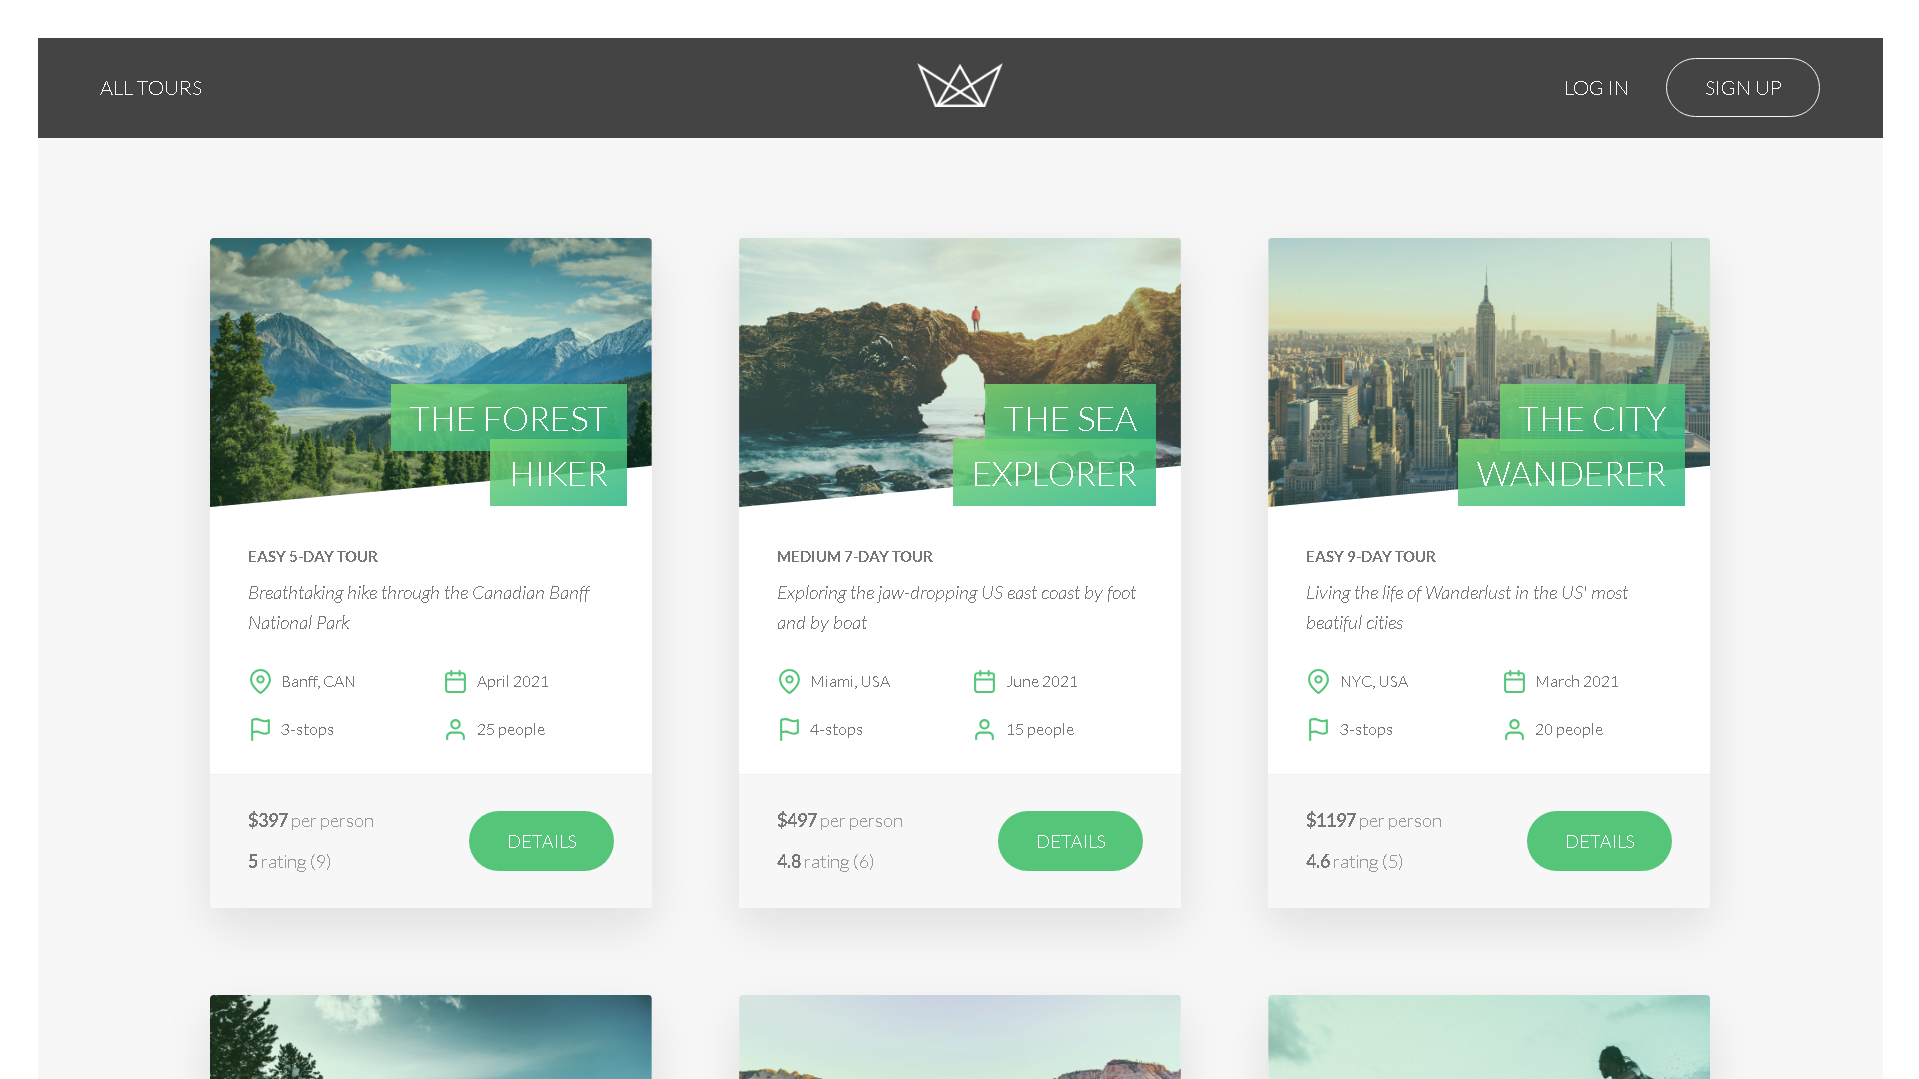 ALL TOURS
LOG IN
SIGN UP
THE FOREST
HIKER
EASY 5-DAY TOUR
Breathtaking hike through the Canadian Banff
National Park
Banff, CAN
April 2021
3-stops
25 people
$397 per person
5 rating (9)
DETAILS
THE SEA
EXPLORER
MEDIUM 7-DAY TOUR
Exploring the jaw-dropping US east coast by foot
and by boat
Miami, USA
June 2021
4-stops
15 people
$497 per person
4.8 rating (6)
DETAILS
THE CITY
WANDERER
EASY 9-DAY TOUR
Living the life of Wanderlust in the US' most
beatiful cities
NYC, USA
March 2021
3-stops
20 people
$1197 per person
4.6 rating (5)
DETAILS